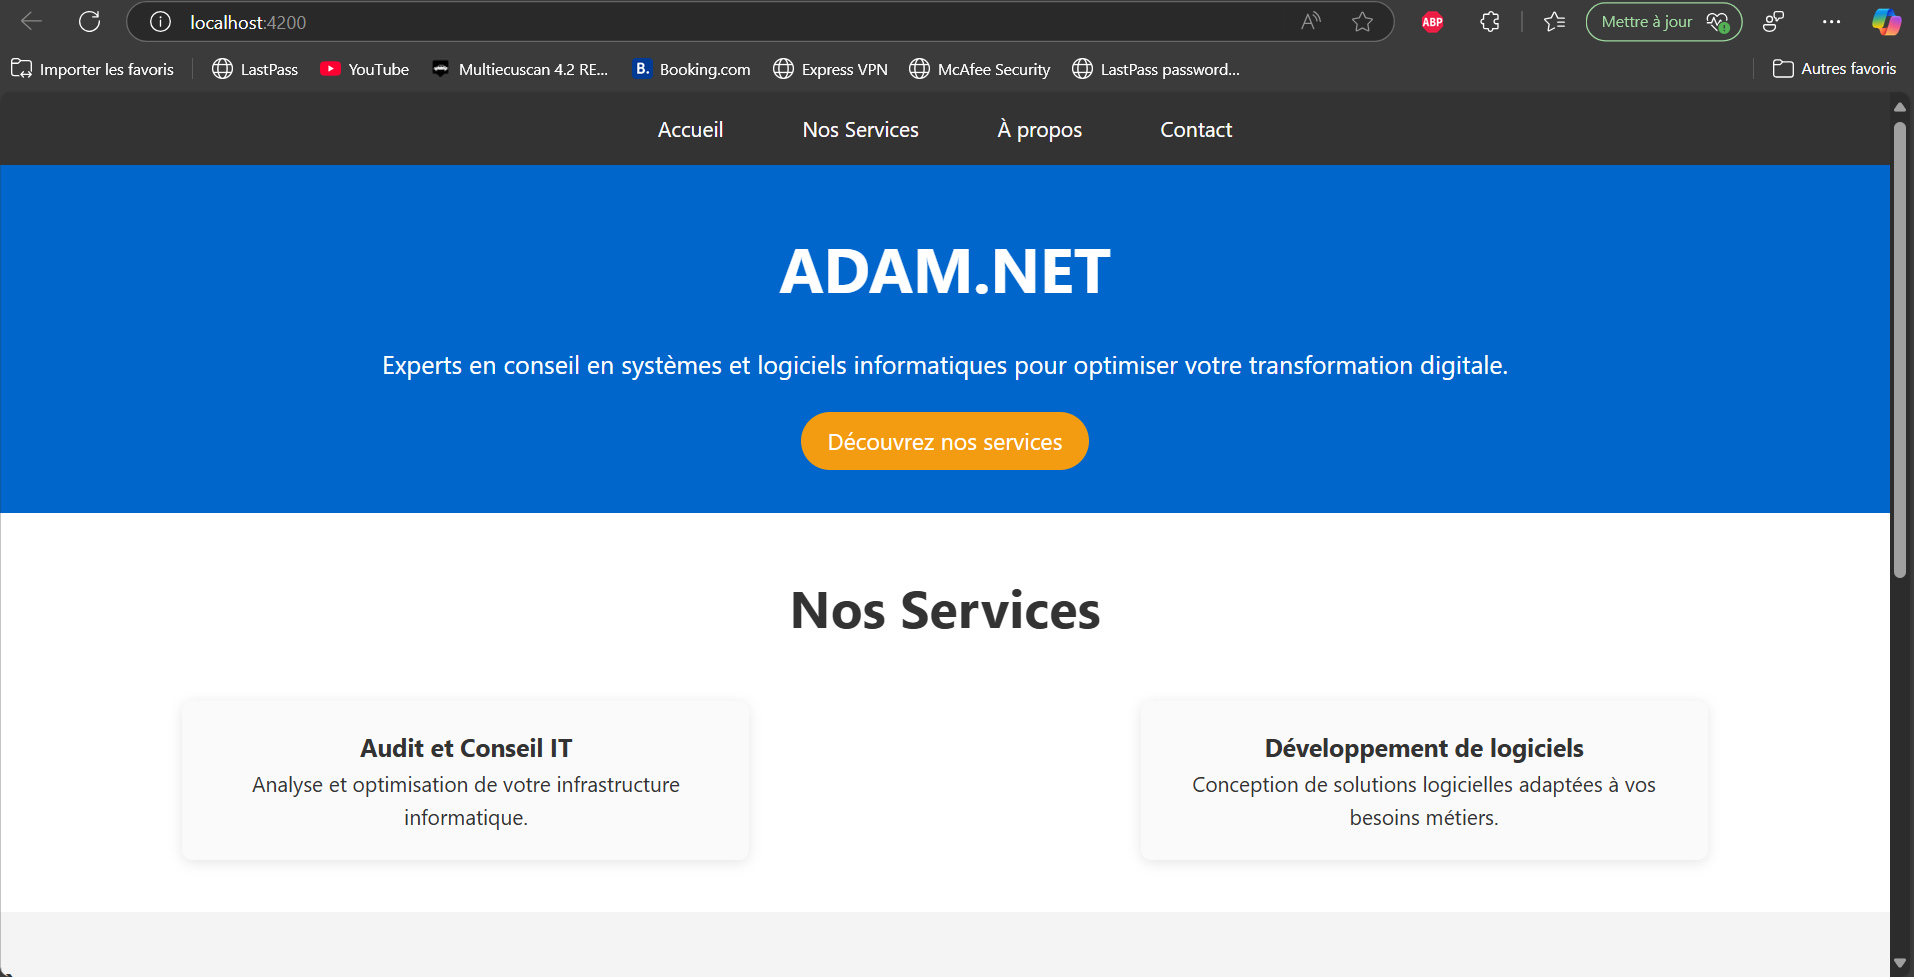 localhost:4200
ABP
Mettre à jour
Importer les favoris
LastPass
YouTube
Multiecuscan 4.2 RE...
B. Booking.com
Express VPN
McAfee Security
LastPass password...
Autres favoris
Accueil
Nos Services
À propos
Contact
ADAM.NET
Experts en conseil en systèmes et logiciels informatiques pour optimiser votre transformation digitale.
Découvrez nos services
Nos Services
Audit et Conseil IT
Analyse et optimisation de votre infrastructure
informatique.
Développement de logiciels
Conception de solutions logicielles adaptées à vos
besoins métiers.